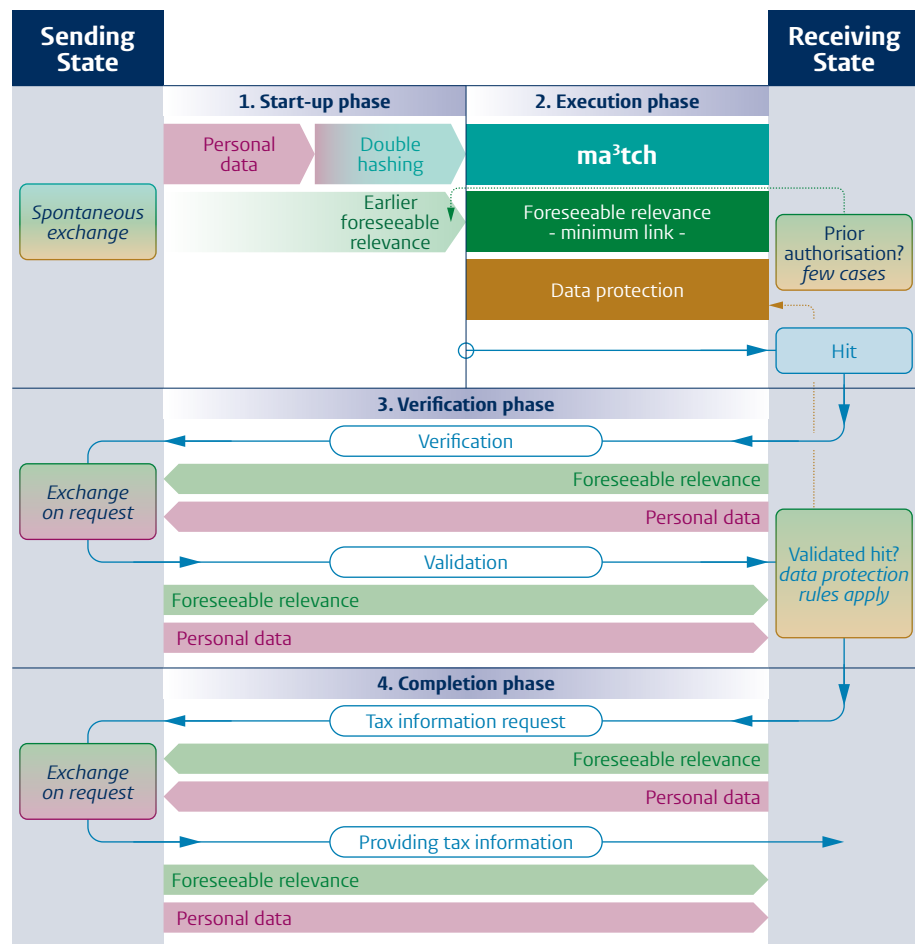 Sending
State
Receiving
State
1. Start-up phase
2. Execution phase
Personal
data
Double
hashing
ma³tch
Spontaneous
exchange
Earlier
foreseeable
relevance
Foreseeable relevance
- minimum link -
Prior
authorisation?
few cases
Data protection
Hit
3. Verification phase
Verification
Exchange
on request
Foreseeable relevance
Personal data
Validation
Validated hit?
data protection
rules apply
Foreseeable relevance
Personal data
4. Completion phase
Tax information request
Exchange
on request
Foreseeable relevance
Personal data
Providing tax information
Foreseeable relevance
Personal data